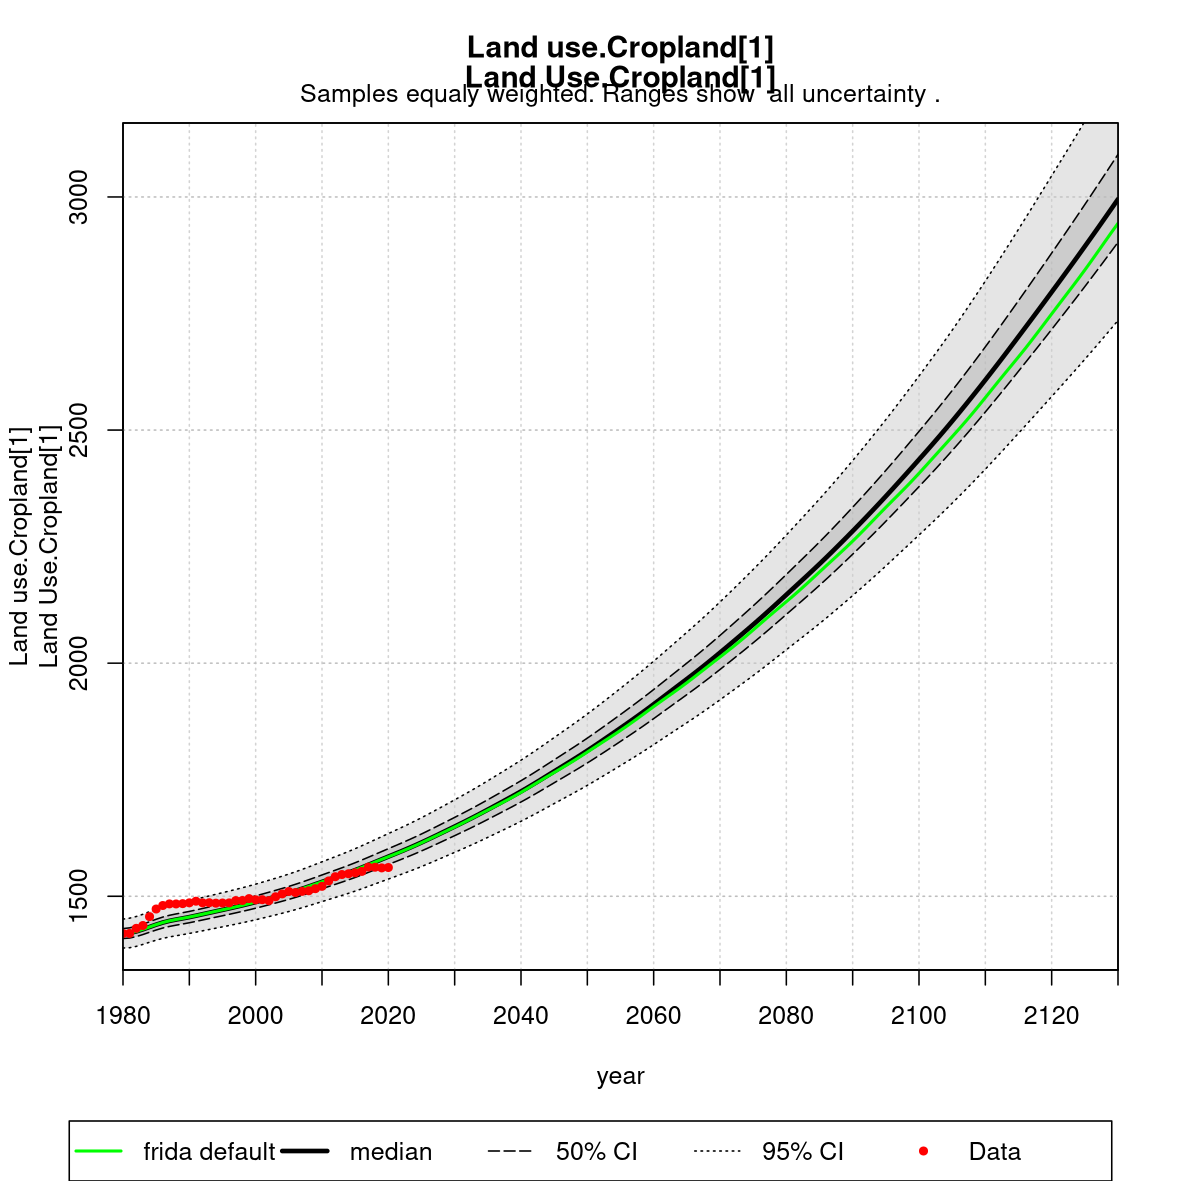 Land use.Cropland[1]
Land Use.Cropland[1]
Samples equaly weighted. Ranges show  all uncertainty .
Land use.Cropland[1]
Land Use.Cropland[1]
3000
2500
2000
1500
1980 2000 2020 2040 2060 2080 2100 2120
year
frida default median 50% CI 95% CI Data